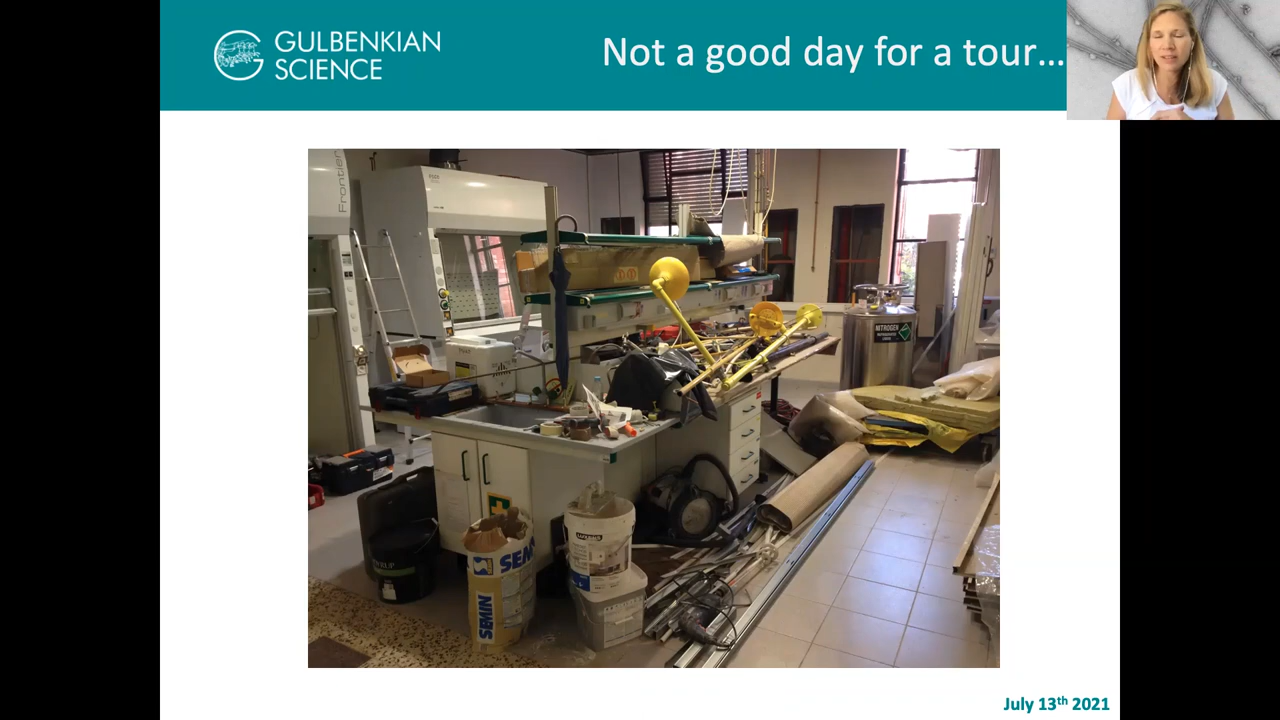 GULBENKIAN
SCIENCE
Not a good day for a tour...
Frontier
NITROGEN
SEMIN
SEMIN
July 13th 2021